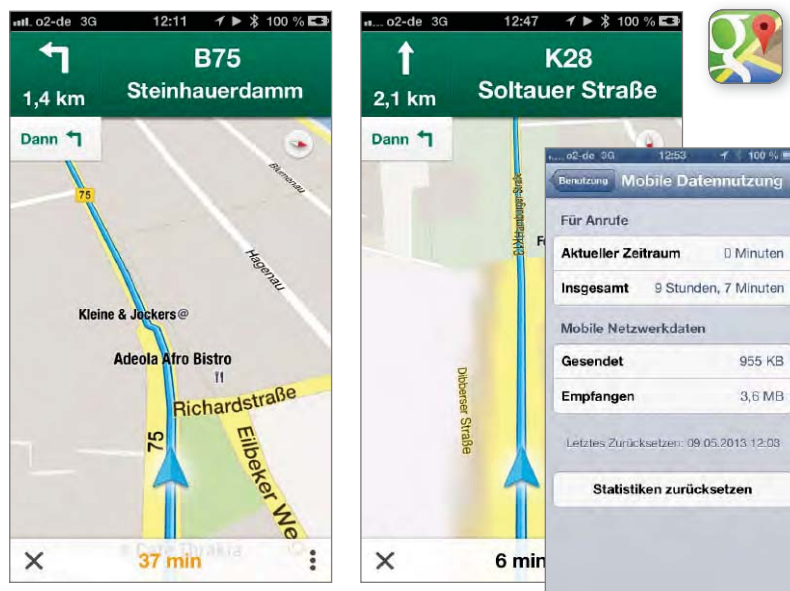 o2-de 3G 12:11 100 %
B75
1,4 km Steinhauerdamm
Dann
Blumenau
75
Hagenau
Kleine & Jockers@
Adeola Afro Bistro
Richardstraße
75
Eilbeker We
Café Thrakia
37 min
o2-de 3G 12:47 100 %
K28
2,1 km Soltauer Straße
Dann
Dibberser Straße
6 min
g
o2-de 3G 12:53 100 %
Benutzung Mobile Datennutzung
Für Anrufe
Aktueller Zeitraum 0 Minuten
Insgesamt 9 Stunden, 7 Minuten
Mobile Netzwerkdaten
Gesendet 955 KB
Empfangen 3,6 MB
Letztes Zurücksetzen: 09.05.2013 12:03
Statistiken zurücksetzen